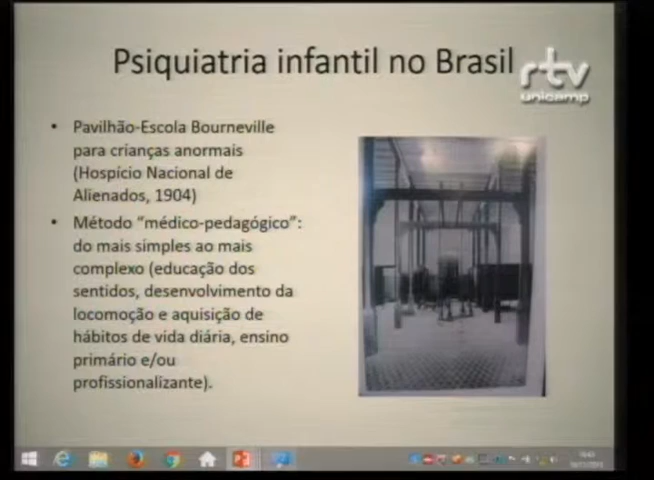 Psiquiatria infantil no Brasil
rtv
unicamp
• Pavilhão-Escola Bourneville
para crianças anormais
(Hospício Nacional de
Alienados, 1904)
• Método “médico-pedagógico”:
do mais simples ao mais
complexo (educação dos
sentidos, desenvolvimento da
locomoção e aquisição de
hábitos de vida diária, ensino
primário e/ou
profissionalizante).